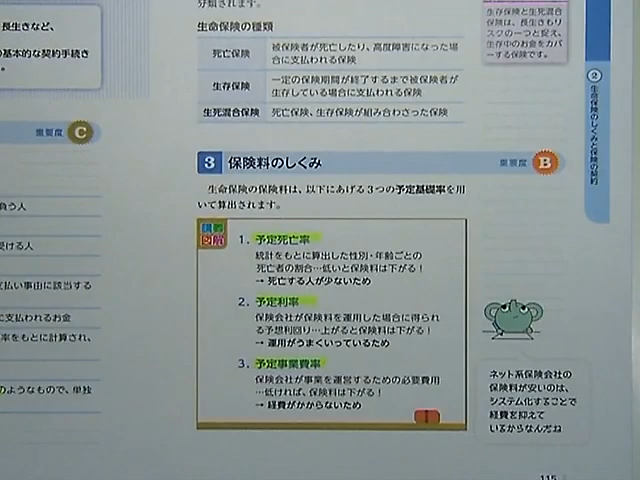 長生きなど、
の基本的な契約手続き
。
重要度 C
負う人
受ける人
支払い事由に該当する
に支払われるお金
率をもとに計算され、
のようなもので、単独
分類されます。
生命保険の種類
死亡保険 被保険者が死亡したり、高度障害になった場
合に支払われる保険
生存保険 一定の保険期間が終了するまで被保険者が
生存している場合に支払われる保険
生死混合保険 死亡保険、生存保険が組み合わさった保険
3 保険料のしくみ 重要度 B
生命保険の保険料は、以下にあげる3つの予定基礎率を用
いて算出されます。
図解
1. 予定死亡率
統計をもとに算出した性別・年齢ごとの
死亡者の割合…低いと保険料は下がる！
→ 死亡する人が少ないため
2. 予定利率
保険会社が保険料を運用した場合に得られ
る予想利回り…上がると保険料は下がる！
→ 運用がうまくいっているため
3. 予定事業費率
保険会社が事業を運営するための必要費用
…低ければ、保険料は下がる！
→ 経費がかからないため
生存保険と生死混合
保険は、長生きもリ
スクの一つと捉え、
生存中のお金をカバ
ーする保険です。
② 生命保険のしくみと保険の契約
ネット系保険会社の
保険料が安いのは、
システム化することで
経費を抑えて
いるからなんだね
115